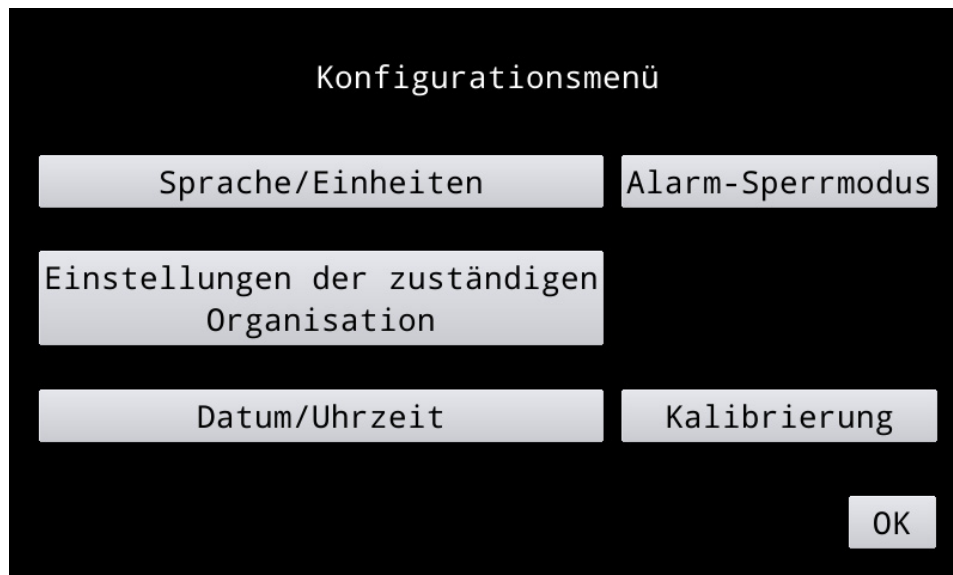 Konfigurationsmenü
Sprache/Einheiten
Alarm-Sperrmodus
Einstellungen der zuständigen
Organisation
Datum/Uhrzeit
Kalibrierung
OK